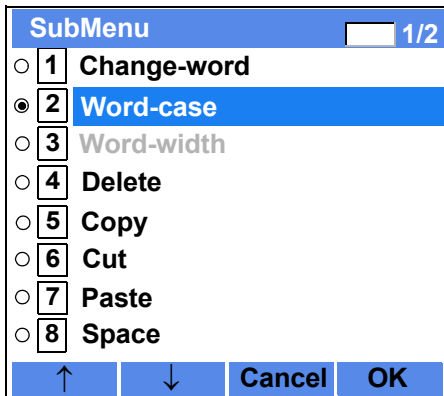 SubMenu 1/2
1 Change-word
2 Word-case
3 Word-width
4 Delete
5 Copy
6 Cut
7 Paste
8 Space
↑ ↓ Cancel OK